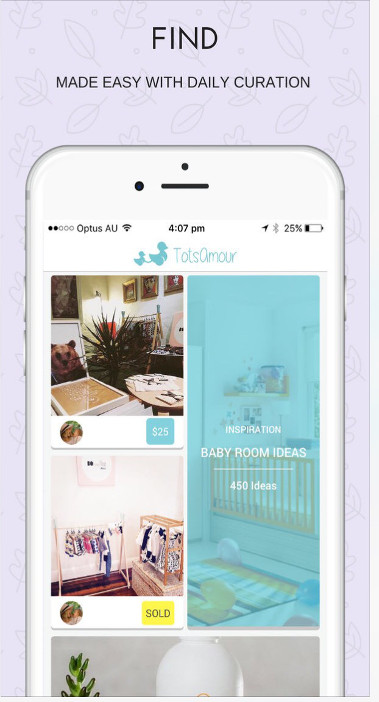 FIND
MADE EASY WITH DAILY CURATION
Optus AU 4:07 pm 25%
TotsAmour
$25
INSPIRATION
BABY ROOM IDEAS
450 Ideas
SOLD